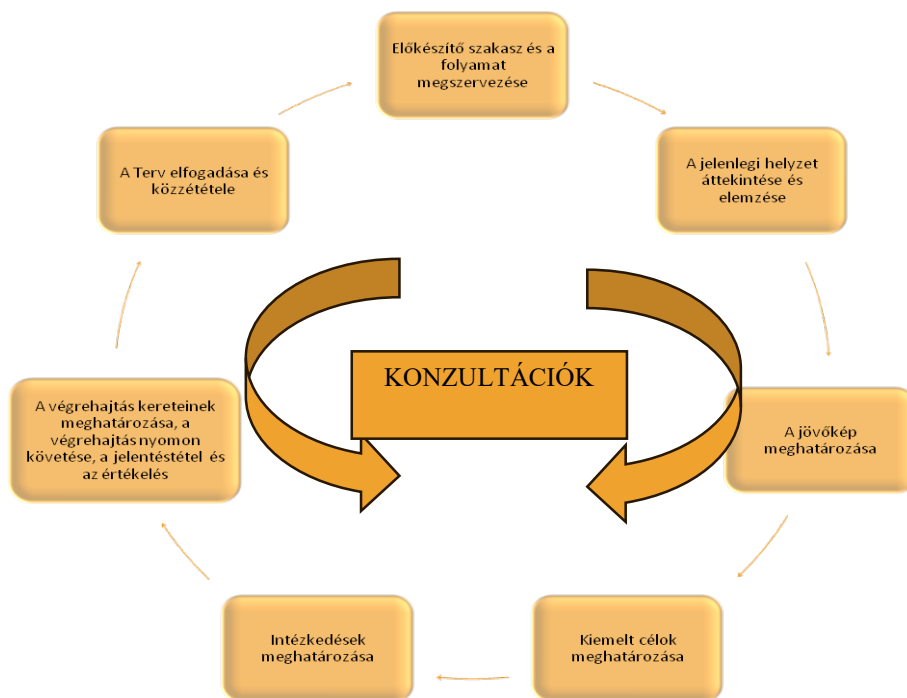 Előkészítő szakasz és a
folyamat
megszervezése
A jelenlegi helyzet
áttekintése és
elemzése
A jövőkép
meghatározása
Kiemelt célok
meghatározása
Intézkedések
meghatározása
A végrehajtás kereteinek
meghatározása, a
végrehajtás nyomon
követése, a jelentéstétel és
az értékelés
A Terv elfogadása és
közzététele
KONZULTÁCIÓK